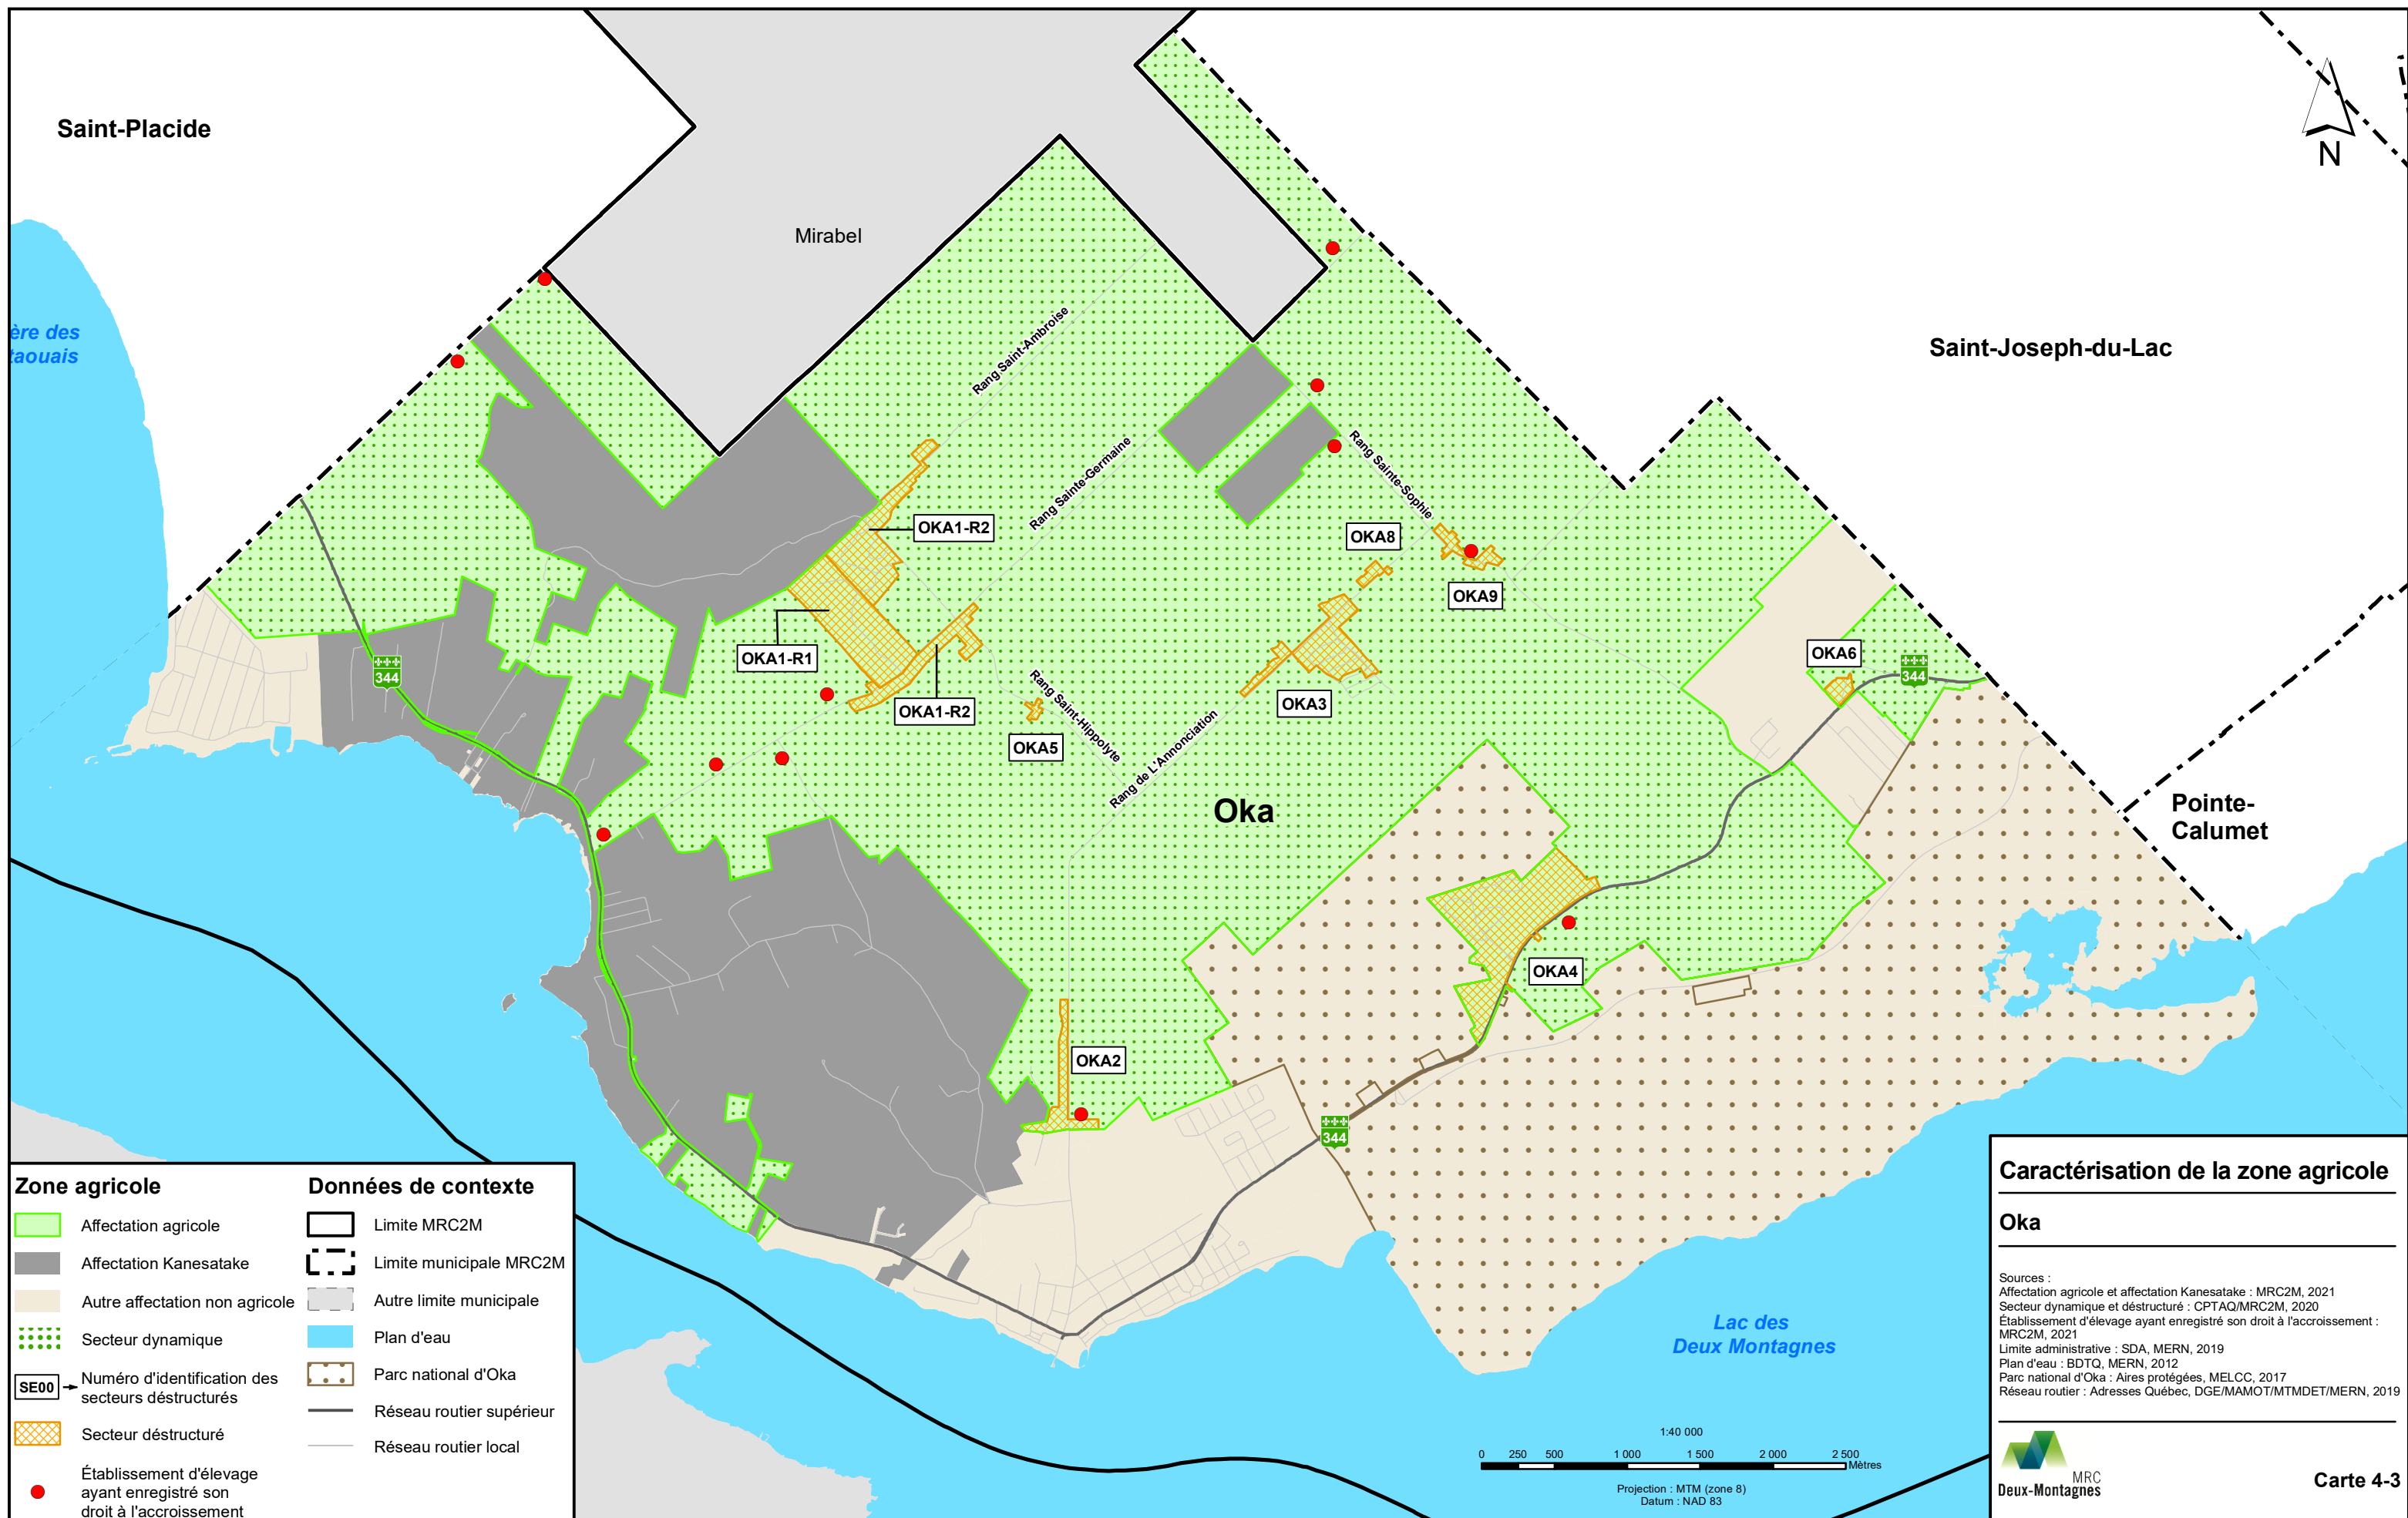 Saint-Placide
Mirabel
N
ère des
taouais
Saint-Joseph-du-Lac
Rang Saint-Ambroise
Rang Sainte-Germaine
Rang Sainte-Sophie
OKA1-R2
OKA8
OKA9
OKA1-R1
OKA6
344
344
OKA1-R2
OKA3
Rang Saint-Hippolyte
OKA5
Rang de L'Annonciation
Oka
Pointe-
Calumet
OKA4
OKA2
344
Lac des
Deux Montagnes
Zone agricole
Affectation agricole
Affectation Kanesatake
Autre affectation non agricole
Secteur dynamique
SE00
Numéro d'identification des
secteurs déstructurés
Secteur déstructuré
Établissement d'élevage
ayant enregistré son
droit à l'accroissement
Données de contexte
Limite MRC2M
Limite municipale MRC2M
Autre limite municipale
Plan d'eau
Parc national d'Oka
Réseau routier supérieur
Réseau routier local
1:40 000
0 250 500 1 000 1 500 2 000 2 500
Mètres
Projection : MTM (zone 8)
Datum : NAD 83
Caractérisation de la zone agricole
Oka
Sources :
Affectation agricole et affectation Kanesatake : MRC2M, 2021
Secteur dynamique et déstructuré : CPTAQ/MRC2M, 2020
Établissement d'élevage ayant enregistré son droit à l'accroissement :
MRC2M, 2021
Limite administrative : SDA, MERN, 2019
Plan d'eau : BDTQ, MERN, 2012
Parc national d'Oka : Aires protégées, MELCC, 2017
Réseau routier : Adresses Québec, DGE/MAMOT/MTMDET/MERN, 2019
MRC
Deux-Montagnes
Carte 4-3